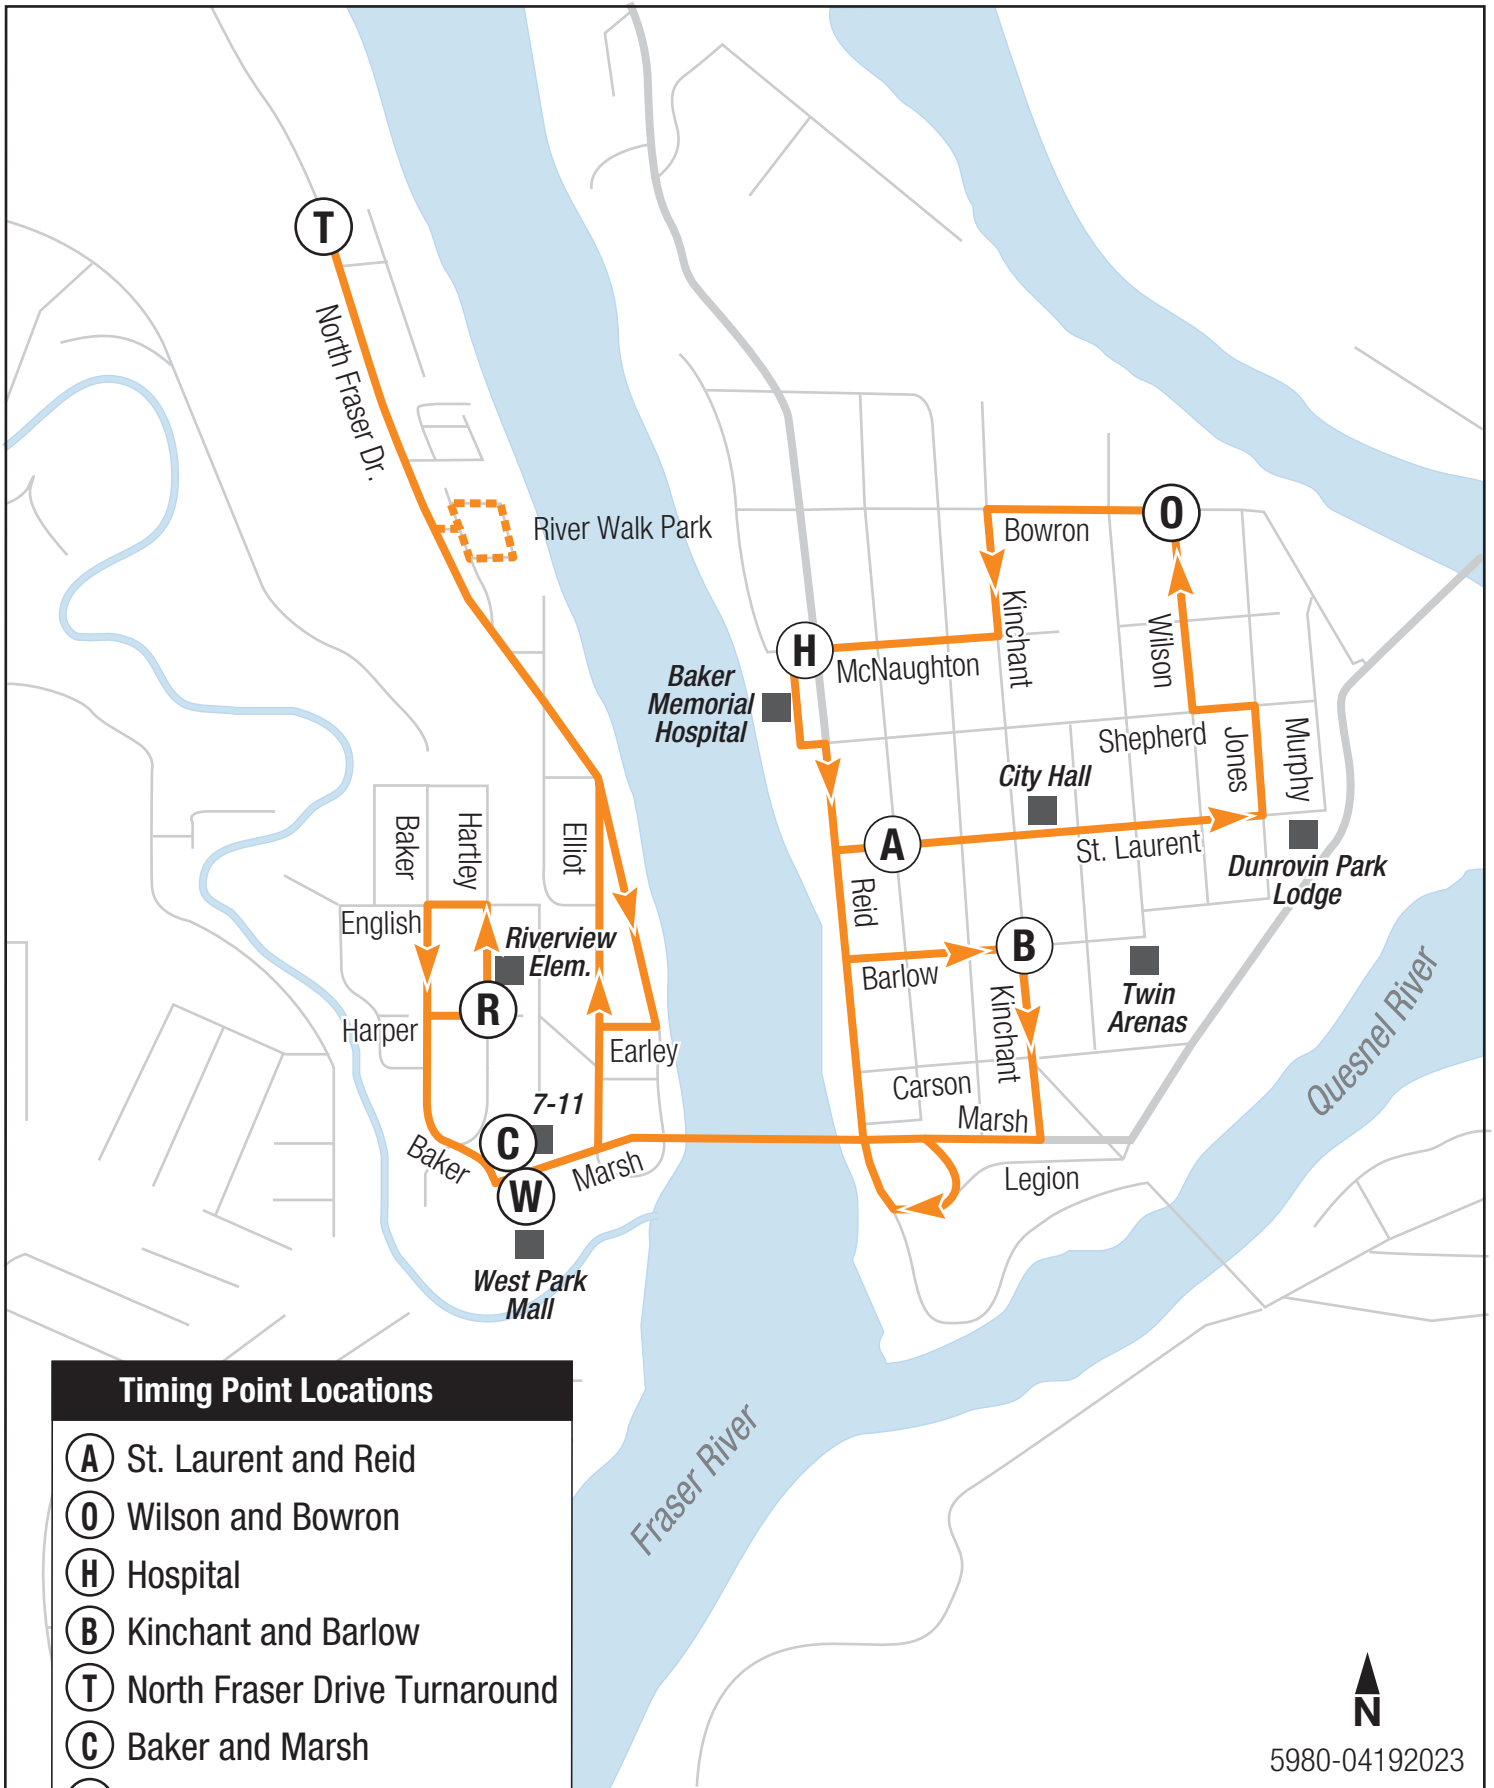 T
North Fraser Dr.
River Walk Park
O
Bowron
Kinchant
Wilson
H
McNaughton
Baker
Memorial
Hospital
Shepherd
Jones
Murphy
City Hall
A
St. Laurent
Dunrovin Park
Lodge
Reid
Baker
Hartley
Elliot
English
Riverview
Elem.
R
Harper
Earley
B
Barlow
Kinchant
Twin
Arenas
Quesnel River
Carson
Marsh
Legion
7-11
C
Baker
W
Marsh
West Park
Mall
Fraser River
Timing Point Locations
A St. Laurent and Reid
O Wilson and Bowron
H Hospital
B Kinchant and Barlow
T North Fraser Drive Turnaround
C Baker and Marsh
N
5980-04192023